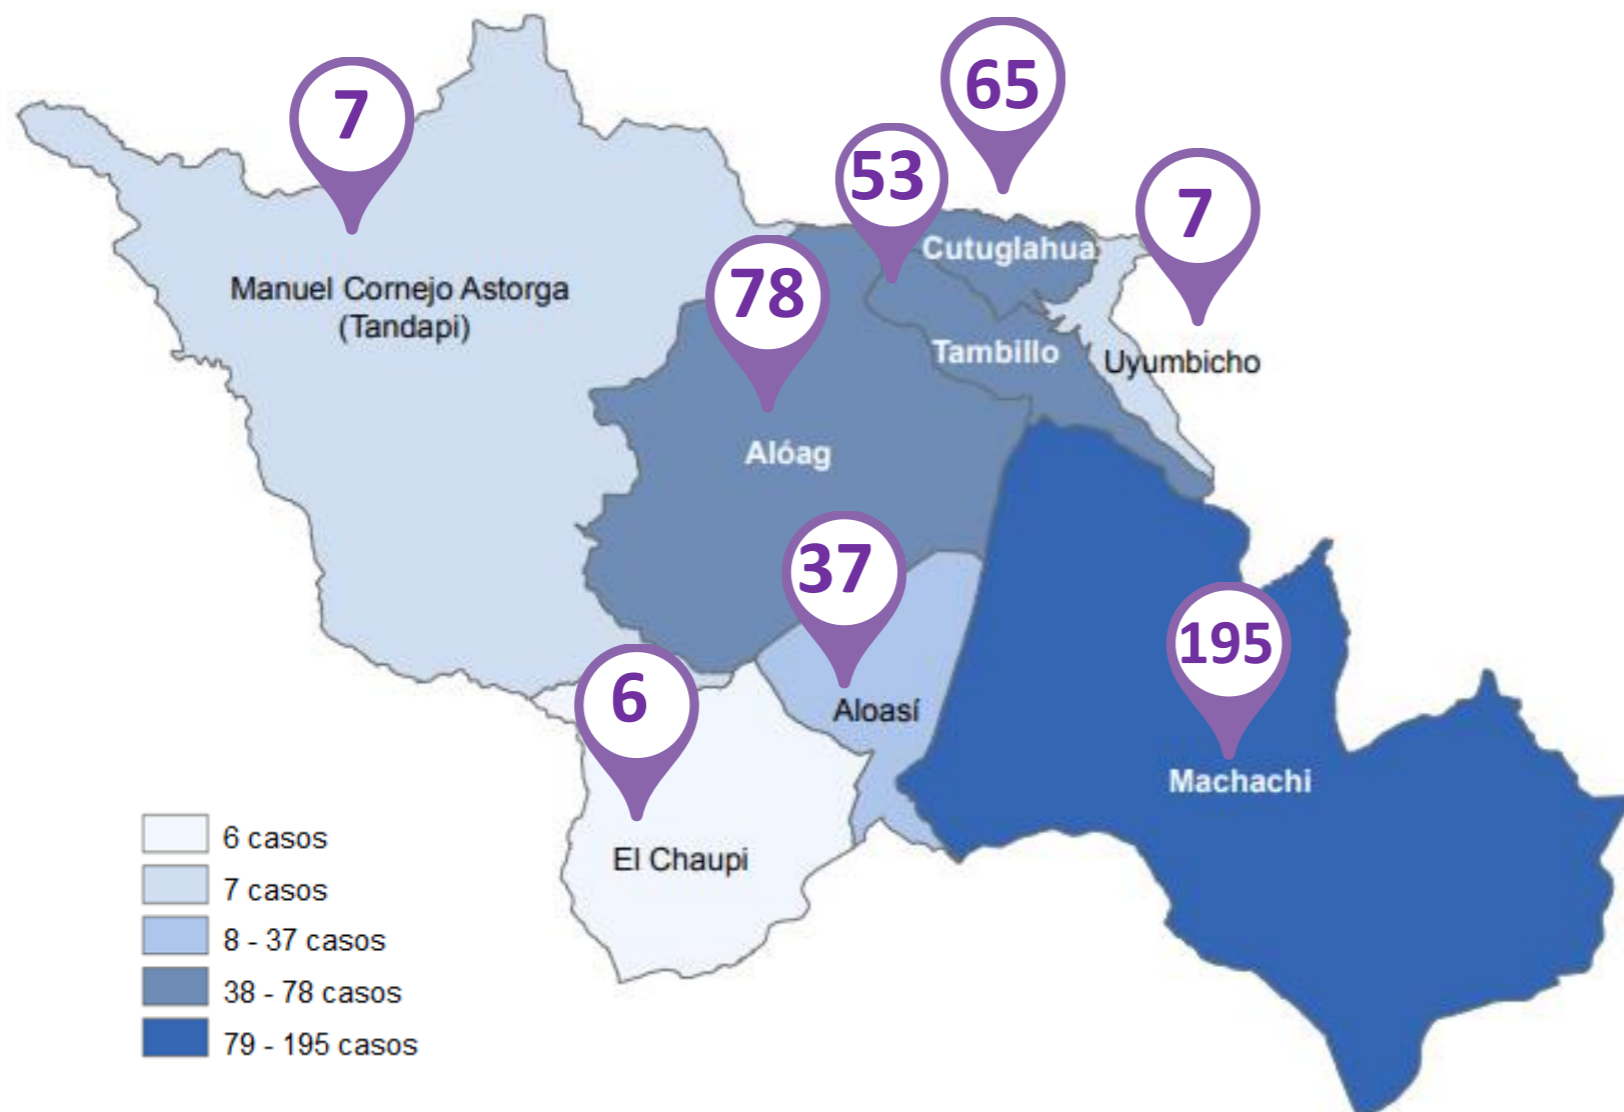 65
7
53
7
Cutuglahua
78
Manuel Cornejo Astorga
(Tandapi)
Tambillo
Uyumbicho
Alóag
37
195
6
Aloasí
Machachi
El Chaupi
6 casos
7 casos
8 - 37 casos
38 - 78 casos
79 - 195 casos